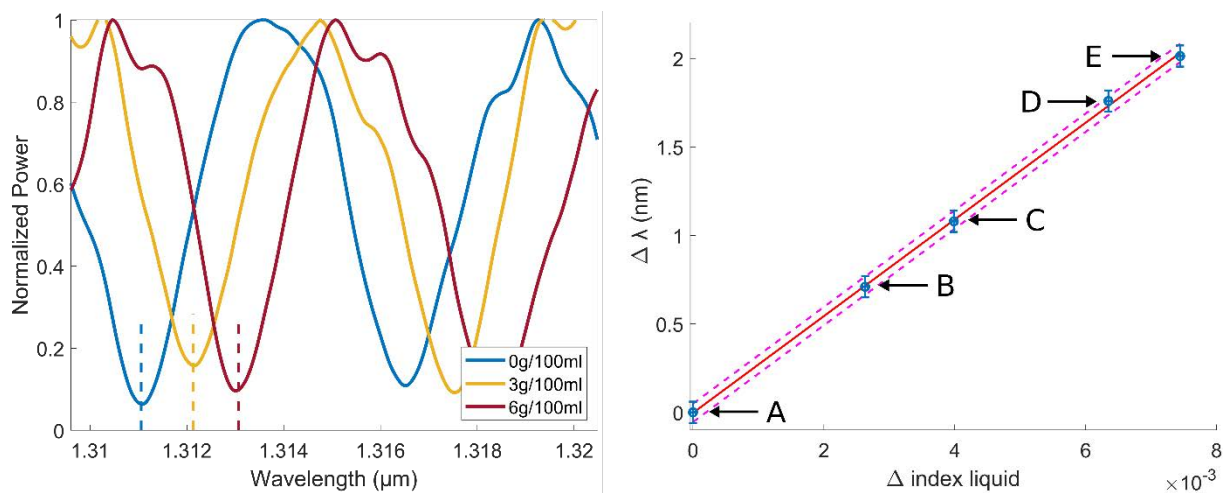 1
0.8
0.6
0.4
0.2
0
Normalized Power
1.31
1.312
1.314
1.316
1.318
1.32
Wavelength (μm)
0g/100ml
3g/100ml
6g/100ml
2
1.5
1
0.5
0
Δ λ (nm)
E
D
C
B
A
0
2
4
6
8
Δ index liquid
×10⁻³